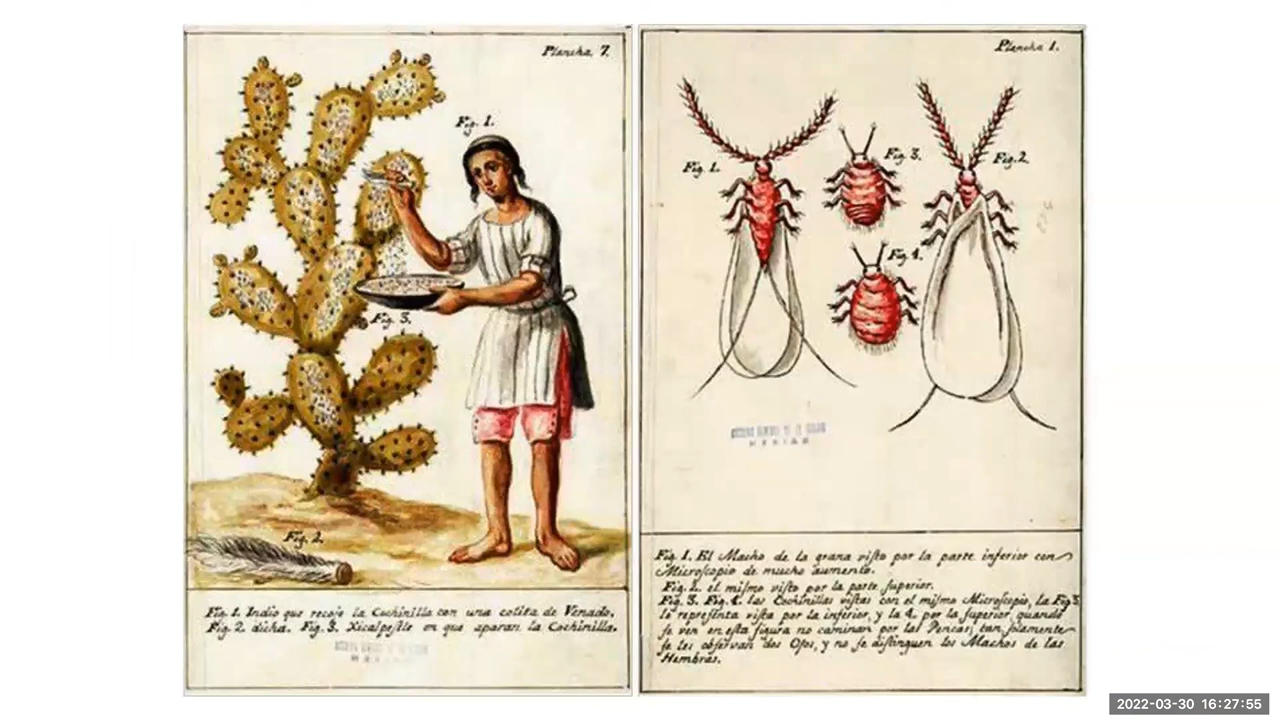 Plancha 7.
Fig. 1.
Fig. 3.
Fig. 2.
Fig. 1. Indio que recoje la Cochinilla con una colita de Venado.
Fig. 2. dicha. Fig. 3. Xicalpestle en que aparan la Cochinilla.
Plancha 1.
Fig. 1.
Fig. 3.
Fig. 2.
Fig. 4.
Fig. 1. El Macho de la grana visto por la parte inferior con
Microscopio de mucho aumento.
Fig. 2. el mismo visto por la parte superior.
Fig. 3. Fig. 4. las Cochinillas vistas con el mismo Microscopio, la Fig 3.
le representa vista por la inferior, y la 4. por la superior, quando
se ven en esta figura no caminan por las Pencas, tan solamente
se les observan dos Ojos, y no se distinguen los Machos de las
Hembras.
2022-03-30 16:27:55